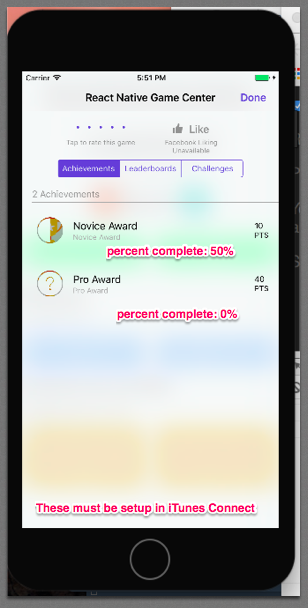 Carrier 5:51 PM
React Native Game Center Done
Tap to rate this game
Like
Facebook Liking
Unavailable
Achievements Leaderboards Challenges
2 Achievements
Novice Award
Novice Award
10
PTS
percent complete: 50%
?
Pro Award
Pro Award
40
PTS
percent complete: 0%
These must be setup in iTunes Connect